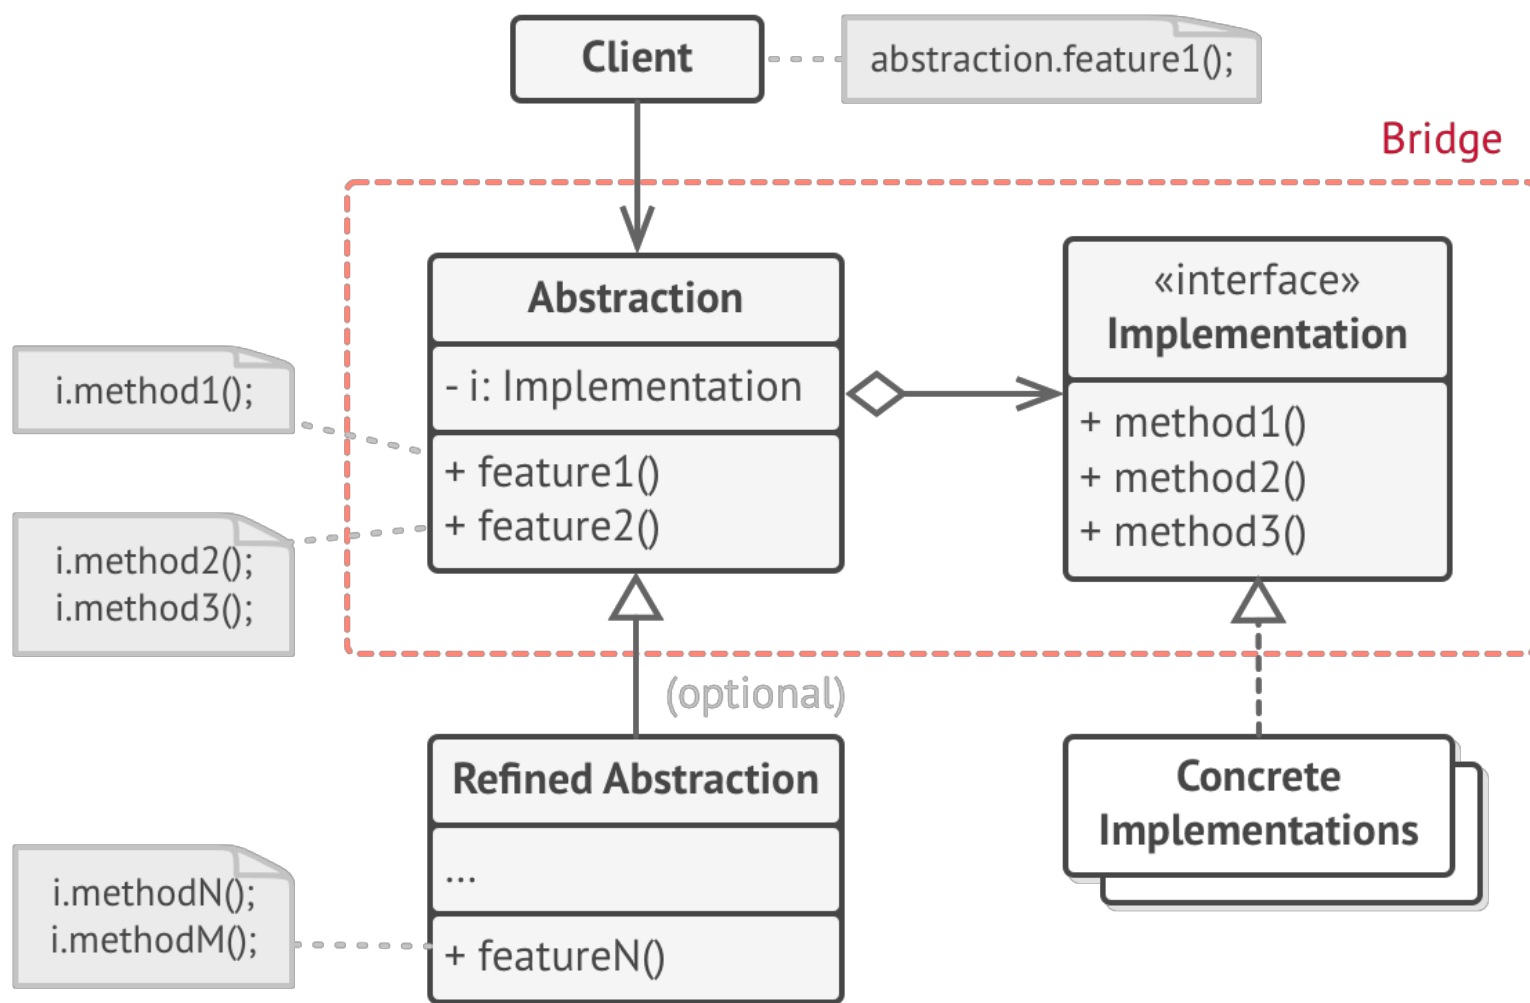 Client
abstraction.feature1();
Bridge
Abstraction
- i: Implementation
+ feature1()
+ feature2()
«interface»
Implementation
+ method1()
+ method2()
+ method3()
i.method1();
i.method2();
i.method3();
(optional)
Refined Abstraction
...
+ featureN()
Concrete
Implementations
i.methodN();
i.methodM();